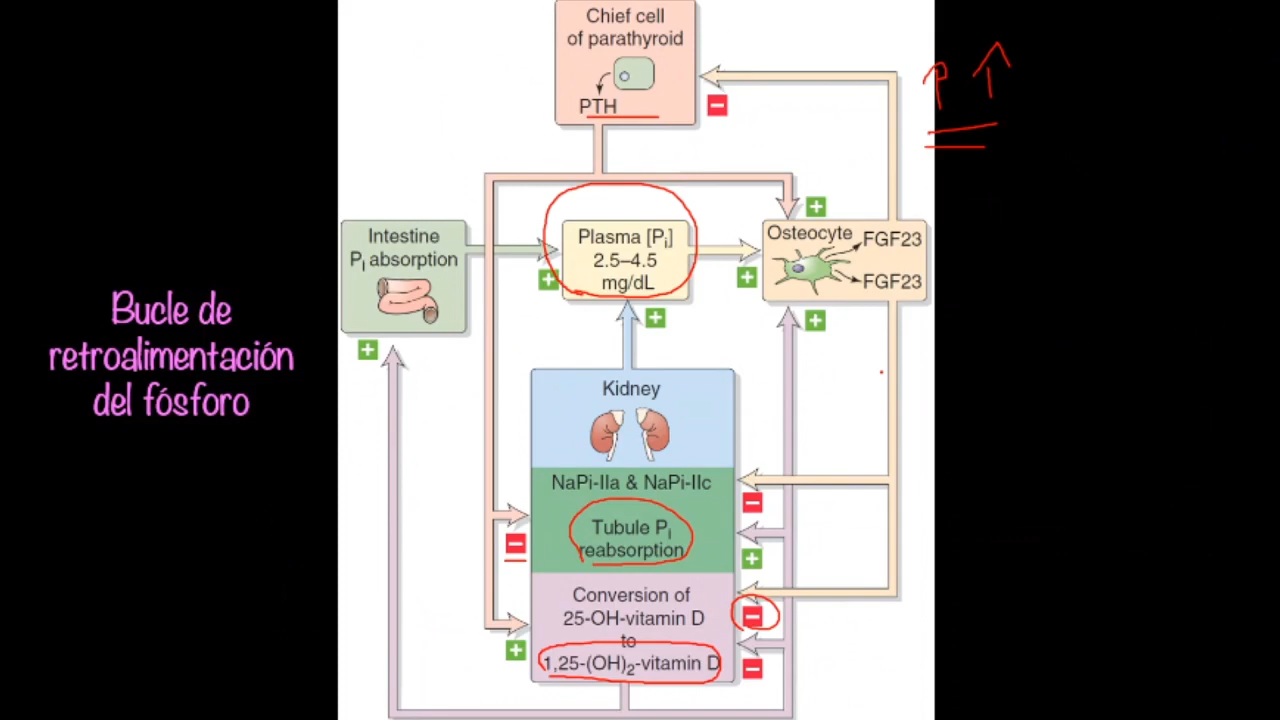 Chief cell
of parathyroid
PTH
P ↑
Bucle de
retroalimentación
del fósforo
Intestine
Pi absorption
Plasma [Pi]
2.5–4.5
mg/dL
Osteocyte
FGF23
FGF23
Kidney
NaPi-IIa & NaPi-IIc
Tubule Pi
reabsorption
Conversion of
25-OH-vitamin D
to
1,25-(OH)2-vitamin D